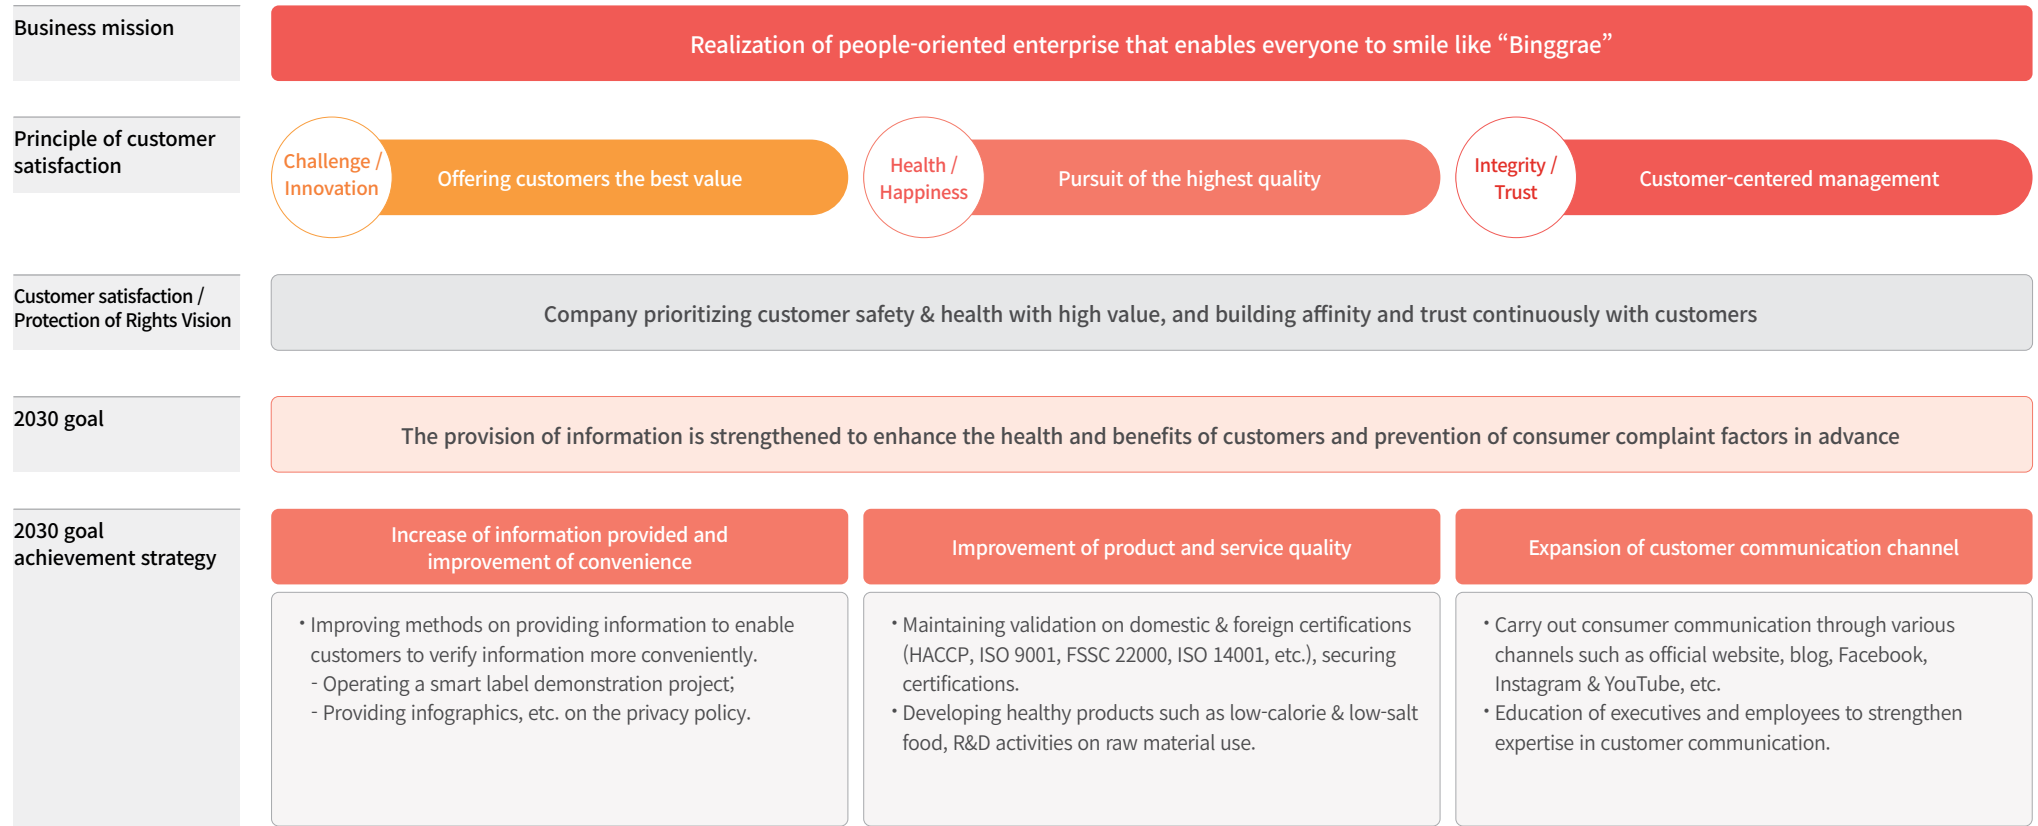 Business mission
Realization of people-oriented enterprise that enables everyone to smile like “Binggrae”
Principle of customer
satisfaction
Challenge /
Innovation
Offering customers the best value
Health /
Happiness
Pursuit of the highest quality
Integrity /
Trust
Customer-centered management
Customer satisfaction /
Protection of Rights Vision
Company prioritizing customer safety & health with high value, and building affinity and trust continuously with customers
2030 goal
The provision of information is strengthened to enhance the health and benefits of customers and prevention of consumer complaint factors in advance
2030 goal
achievement strategy
Increase of information provided and
improvement of convenience
・Improving methods on providing information to enable
customers to verify information more conveniently.
- Operating a smart label demonstration project;
- Providing infographics, etc. on the privacy policy.
Improvement of product and service quality
・Maintaining validation on domestic & foreign certifications
(HACCP, ISO 9001, FSSC 22000, ISO 14001, etc.), securing
certifications.
・Developing healthy products such as low-calorie & low-salt
food, R&D activities on raw material use.
Expansion of customer communication channel
・Carry out consumer communication through various
channels such as official website, blog, Facebook,
Instagram & YouTube, etc.
・Education of executives and employees to strengthen
expertise in customer communication.